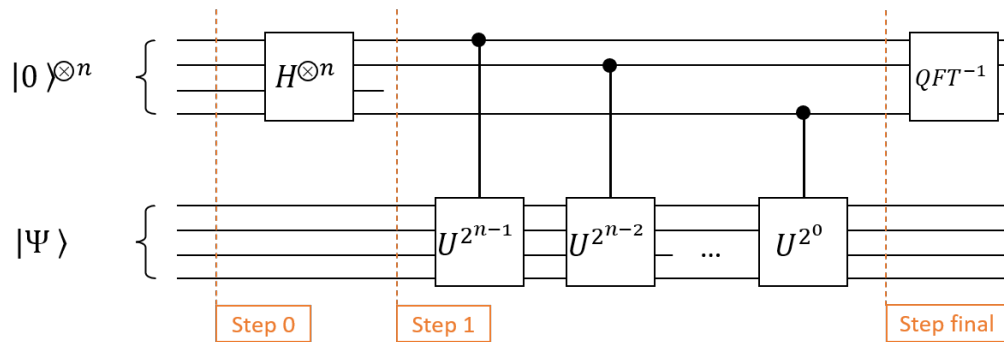 |0⟩⊗n
H⊗n
QFT⁻¹
|Ψ⟩
U²ⁿ⁻¹
U²ⁿ⁻²
...
U²⁰
Step 0
Step 1
Step final